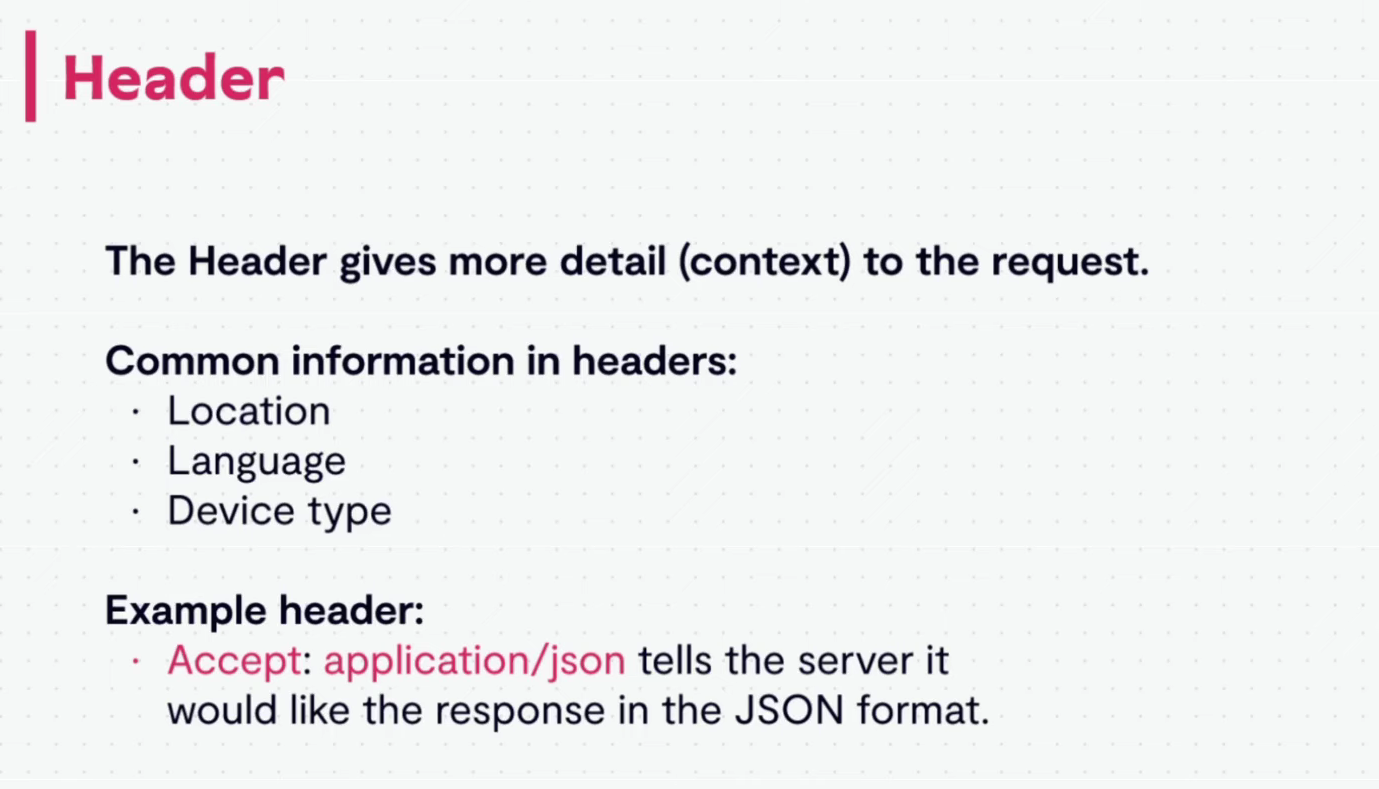 Header
The Header gives more detail (context) to the request.
Common information in headers:
· Location
· Language
· Device type
Example header:
· Accept: application/json tells the server it
would like the response in the JSON format.